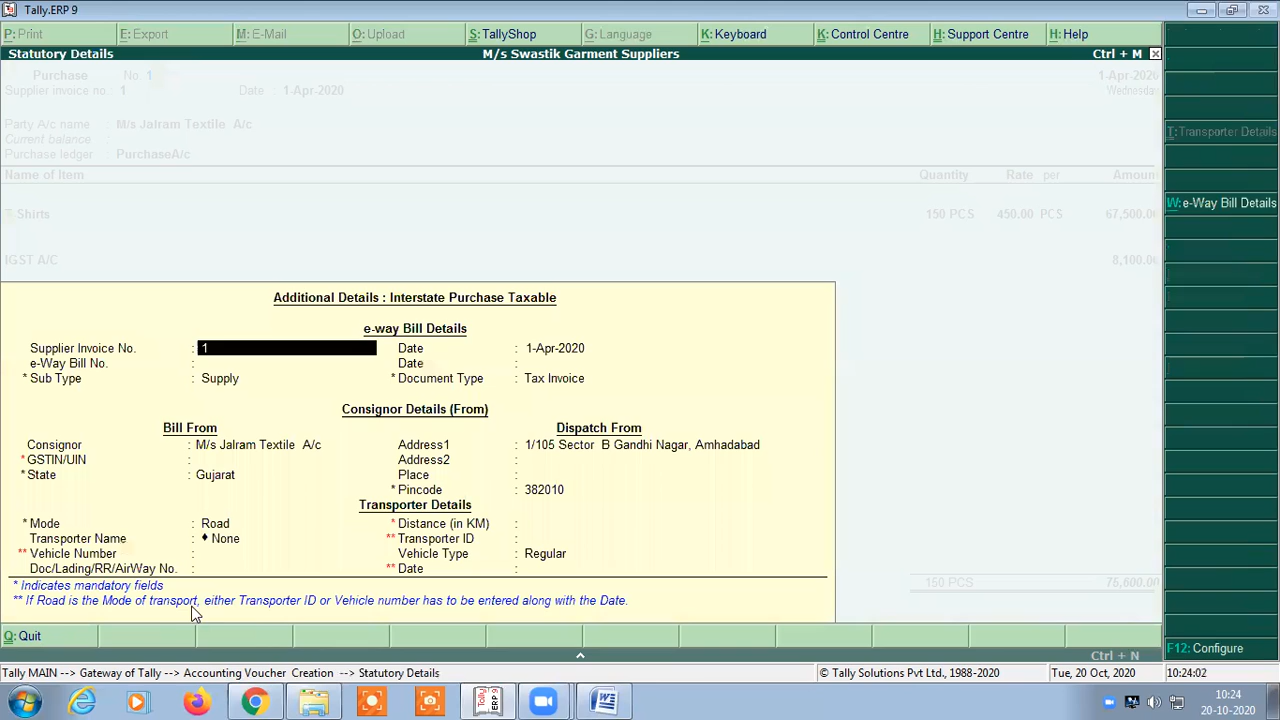 Tally.ERP 9
P: Print E: Export M: E-Mail O: Upload S: TallyShop G: Language K: Keyboard K: Control Centre H: Support Centre H: Help
Statutory Details M/s Swastik Garment Suppliers Ctrl + M
Purchase No. 1 1-Apr-2020
Supplier invoice no. 1 Date : 1-Apr-2020 Wednesday
T: Transporter Details
Party A/c name : M/s Jalram Textile A/c
Current balance :
Purchase ledger : PurchaseA/c
Name of Item Quantity Rate per Amoun
W: e-Way Bill Details
Shirts 150 PCS 450.00 PCS 67,500.0
IGST A/C 8,100.0
Additional Details : Interstate Purchase Taxable
e-way Bill Details
Supplier Invoice No. : 1 Date : 1-Apr-2020
e-Way Bill No. : Date :
* Sub Type : Supply * Document Type : Tax Invoice
Consignor Details (From)
Bill From Dispatch From
Consignor : M/s Jalram Textile A/c Address1 : 1/105 Sector B Gandhi Nagar, Amhadabad
* GSTIN/UIN : Address2 :
* State : Gujarat Place :
* Pincode : 382010
Transporter Details
* Mode : Road * Distance (in KM) :
Transporter Name : ♦ None ** Transporter ID :
** Vehicle Number : Vehicle Type : Regular
Doc/Lading/RR/AirWay No. : ** Date :
* Indicates mandatory fields
150 PCS 75,600.0
** If Road is the Mode of transport, either Transporter ID or Vehicle number has to be entered along with the Date.
Q: Quit
F12: Configure
Ctrl + N
Tally MAIN --> Gateway of Tally --> Accounting Voucher Creation --> Statutory Details © Tally Solutions Pvt Ltd., 1988-2020 Tue, 20 Oct, 2020 10:24:02
10:24
20-10-2020